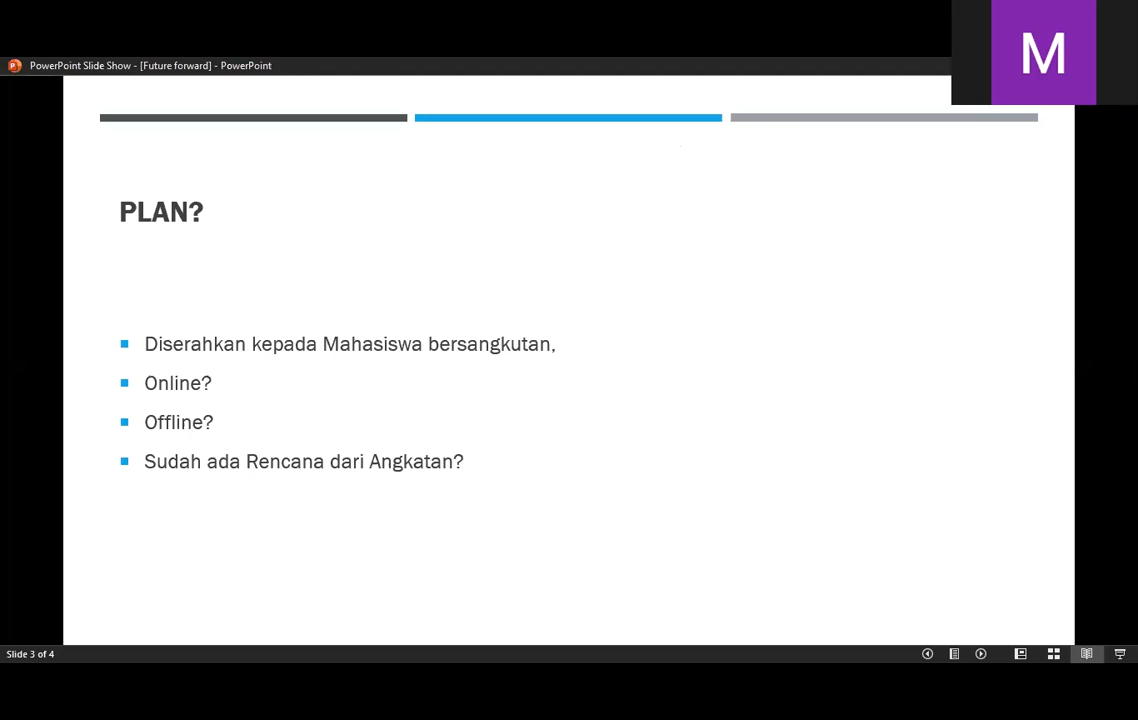 PowerPoint Slide Show - [Future forward] - PowerPoint
M
PLAN?
Diserahkan kepada Mahasiswa bersangkutan,
Online?
Offline?
Sudah ada Rencana dari Angkatan?
Slide 3 of 4